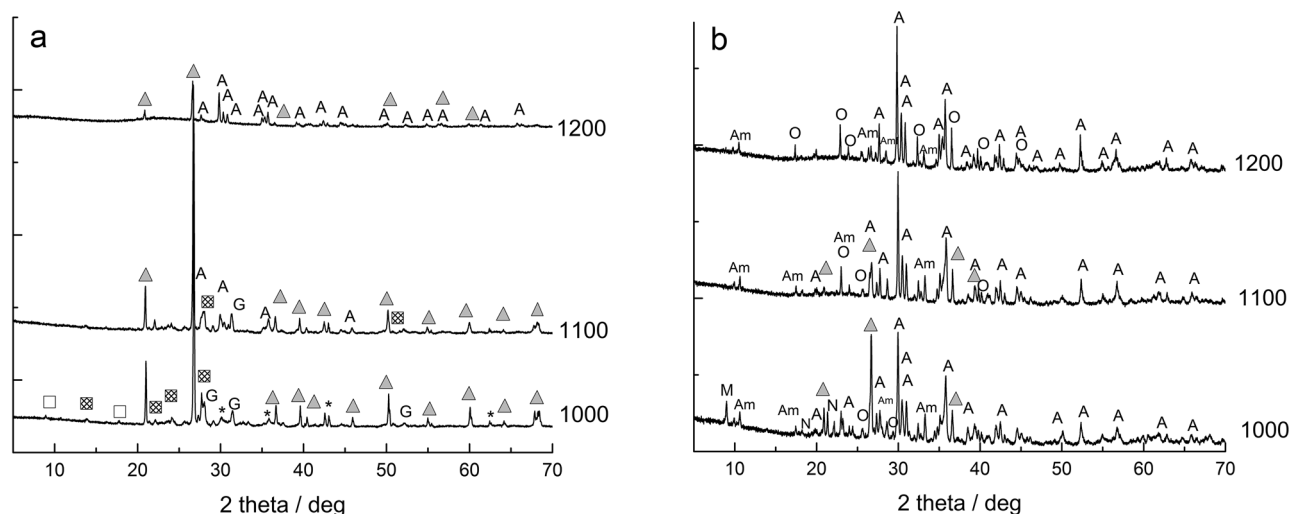 a
A A A A A A A A A A A A A A A A
1200
A A G A A
1100
G * G * * G *
1000
10 20 30 40 50 60 70
2 theta / deg
b
Am O O O Am A Am A A A O Am A A O A A O A A O A A A A A A A
1200
Am Am A Am O O A A A A Am A A O A A A A A A
1100
M Am Am N A N A O A Am O A A A Am A A A A A A A A A
1000
10 20 30 40 50 60 70
2 theta / deg